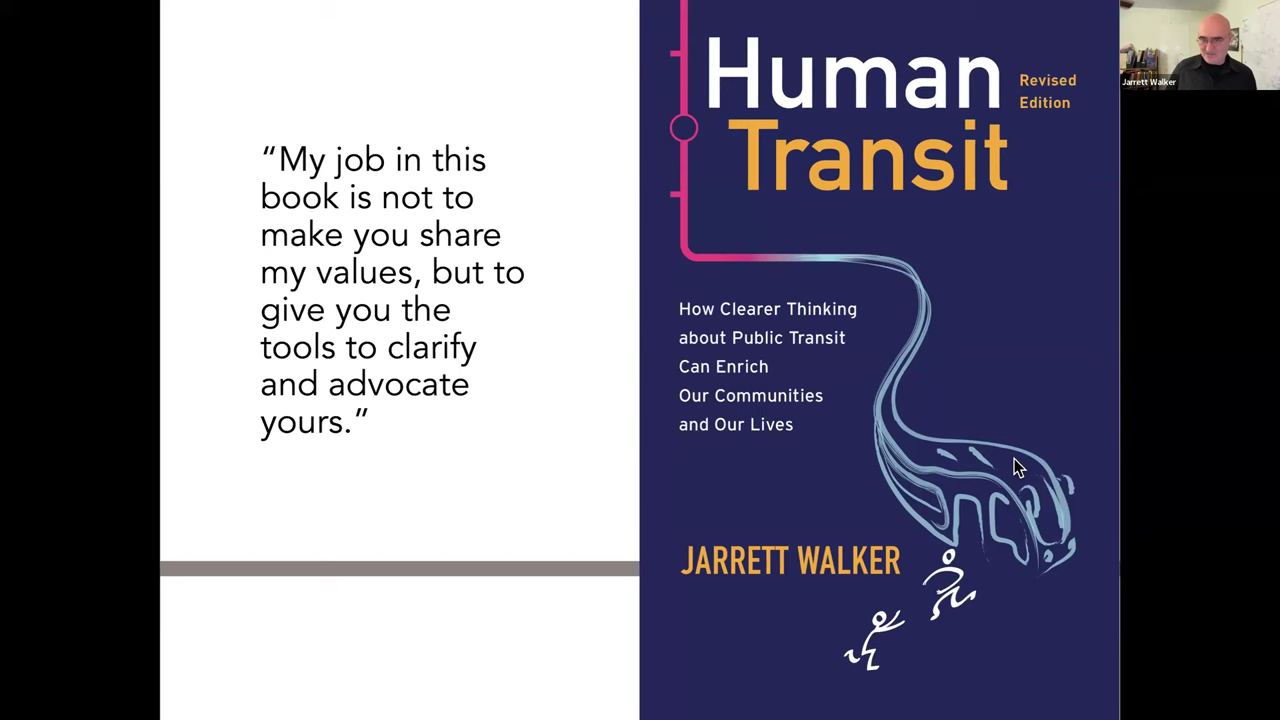 “My job in this
book is not to
make you share
my values, but to
give you the
tools to clarify
and advocate
yours.”
Human
Transit
Revised
Edition
How Clearer Thinking
about Public Transit
Can Enrich
Our Communities
and Our Lives
JARRETT WALKER
Jarrett Walker